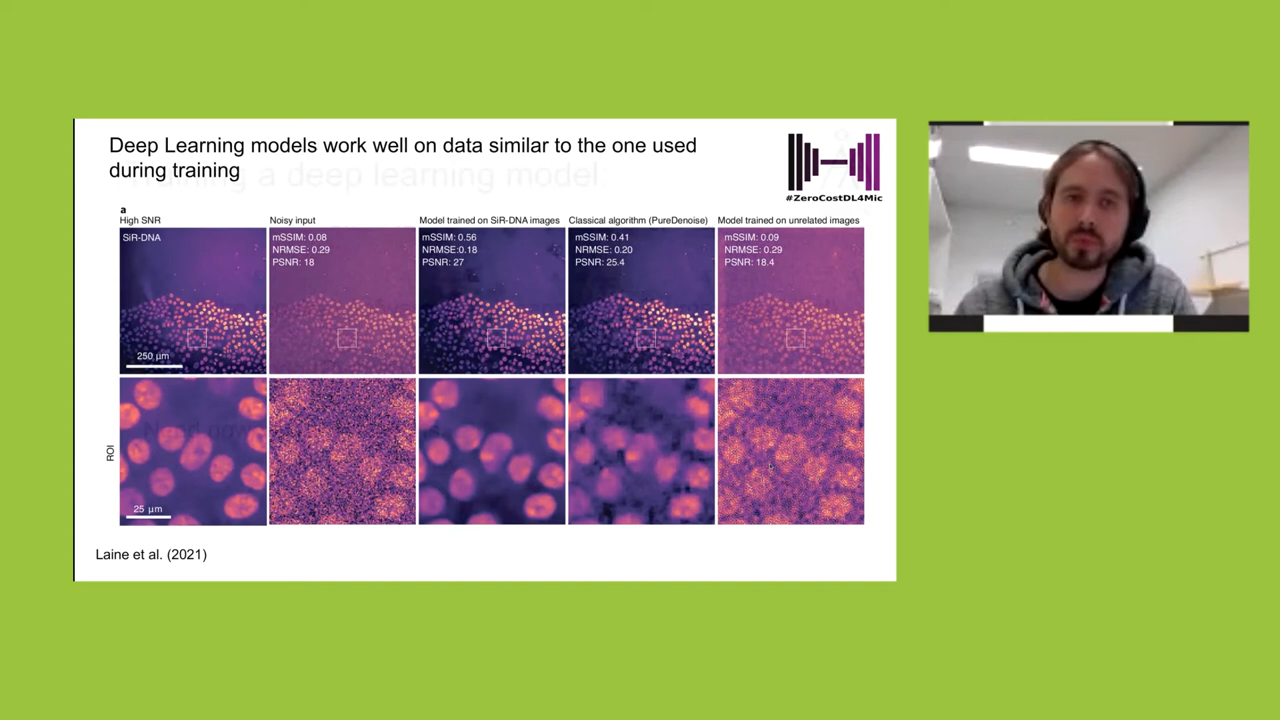 Deep Learning models work well on data similar to the one used
during training
#ZeroCostDL4Mic
a
High SNR
Noisy input
Model trained on SiR-DNA images
Classical algorithm (PureDenoise)
Model trained on unrelated images
SiR-DNA
mSSIM: 0.08
NRMSE: 0.29
PSNR: 18
mSSIM: 0.56
NRMSE:0.18
PSNR: 27
mSSIM: 0.41
NRMSE: 0.20
PSNR: 25.4
mSSIM: 0.09
NRMSE: 0.29
PSNR: 18.4
250 µm
ROI
25 µm
Laine et al. (2021)